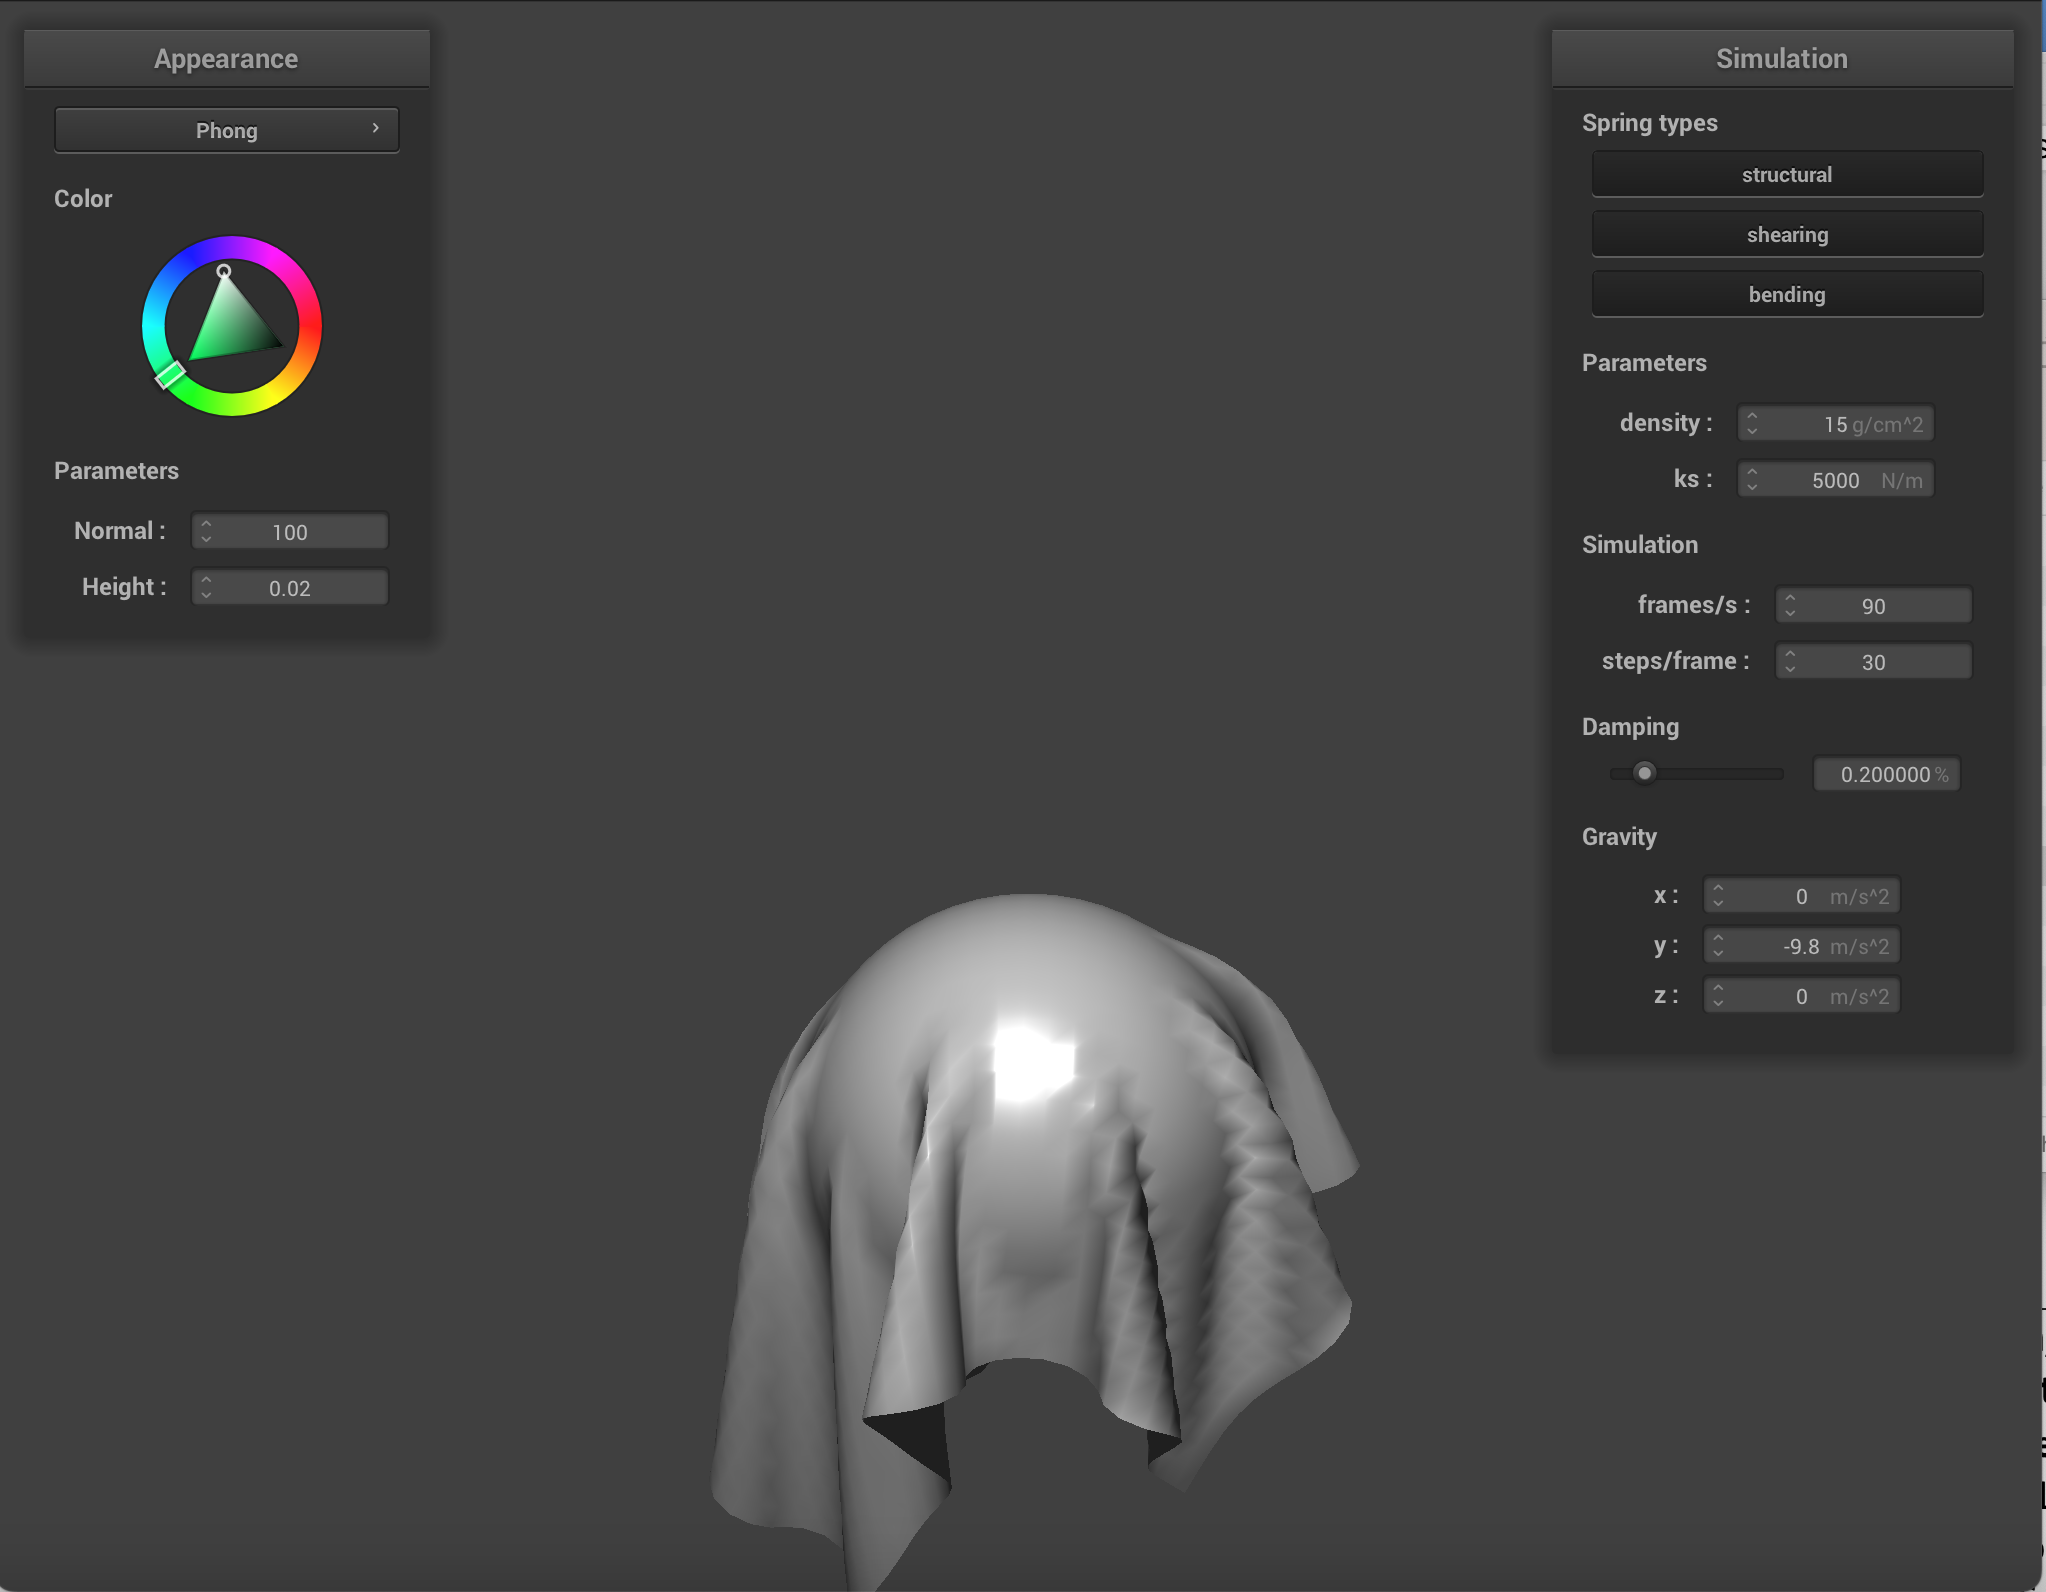 Appearance
Phong
Color
Parameters
Normal : 100
Height : 0.02
Simulation
Spring types
structural
shearing
bending
Parameters
density : 15 g/cm^2
ks : 5000 N/m
Simulation
frames/s : 90
steps/frame : 30
Damping
0.200000 %
Gravity
x : 0 m/s^2
y : -9.8 m/s^2
z : 0 m/s^2